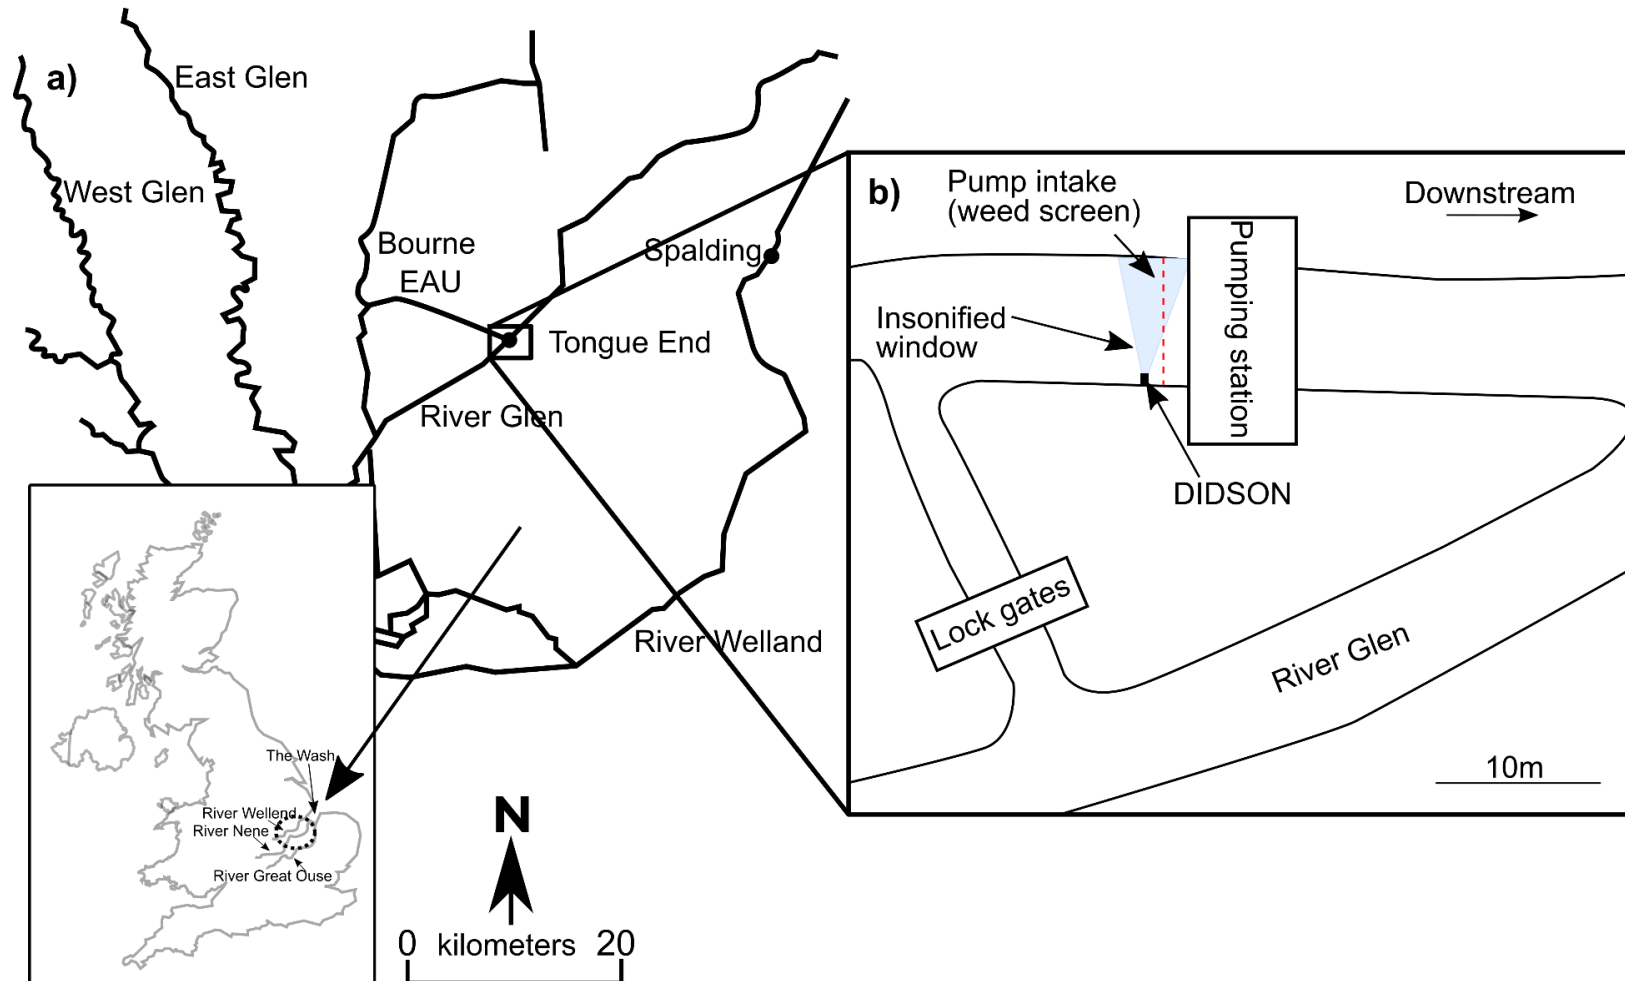 a)
East Glen
West Glen
Bourne
EAU
Spalding
Tongue End
River Glen
River Welland
The Wash
River Wellend
River Nene
River Great Ouse
N
0 kilometers 20
b)
Pump intake
(weed screen)
Downstream
Insonified
window
Pumping station
DIDSON
Lock gates
River Glen
10m